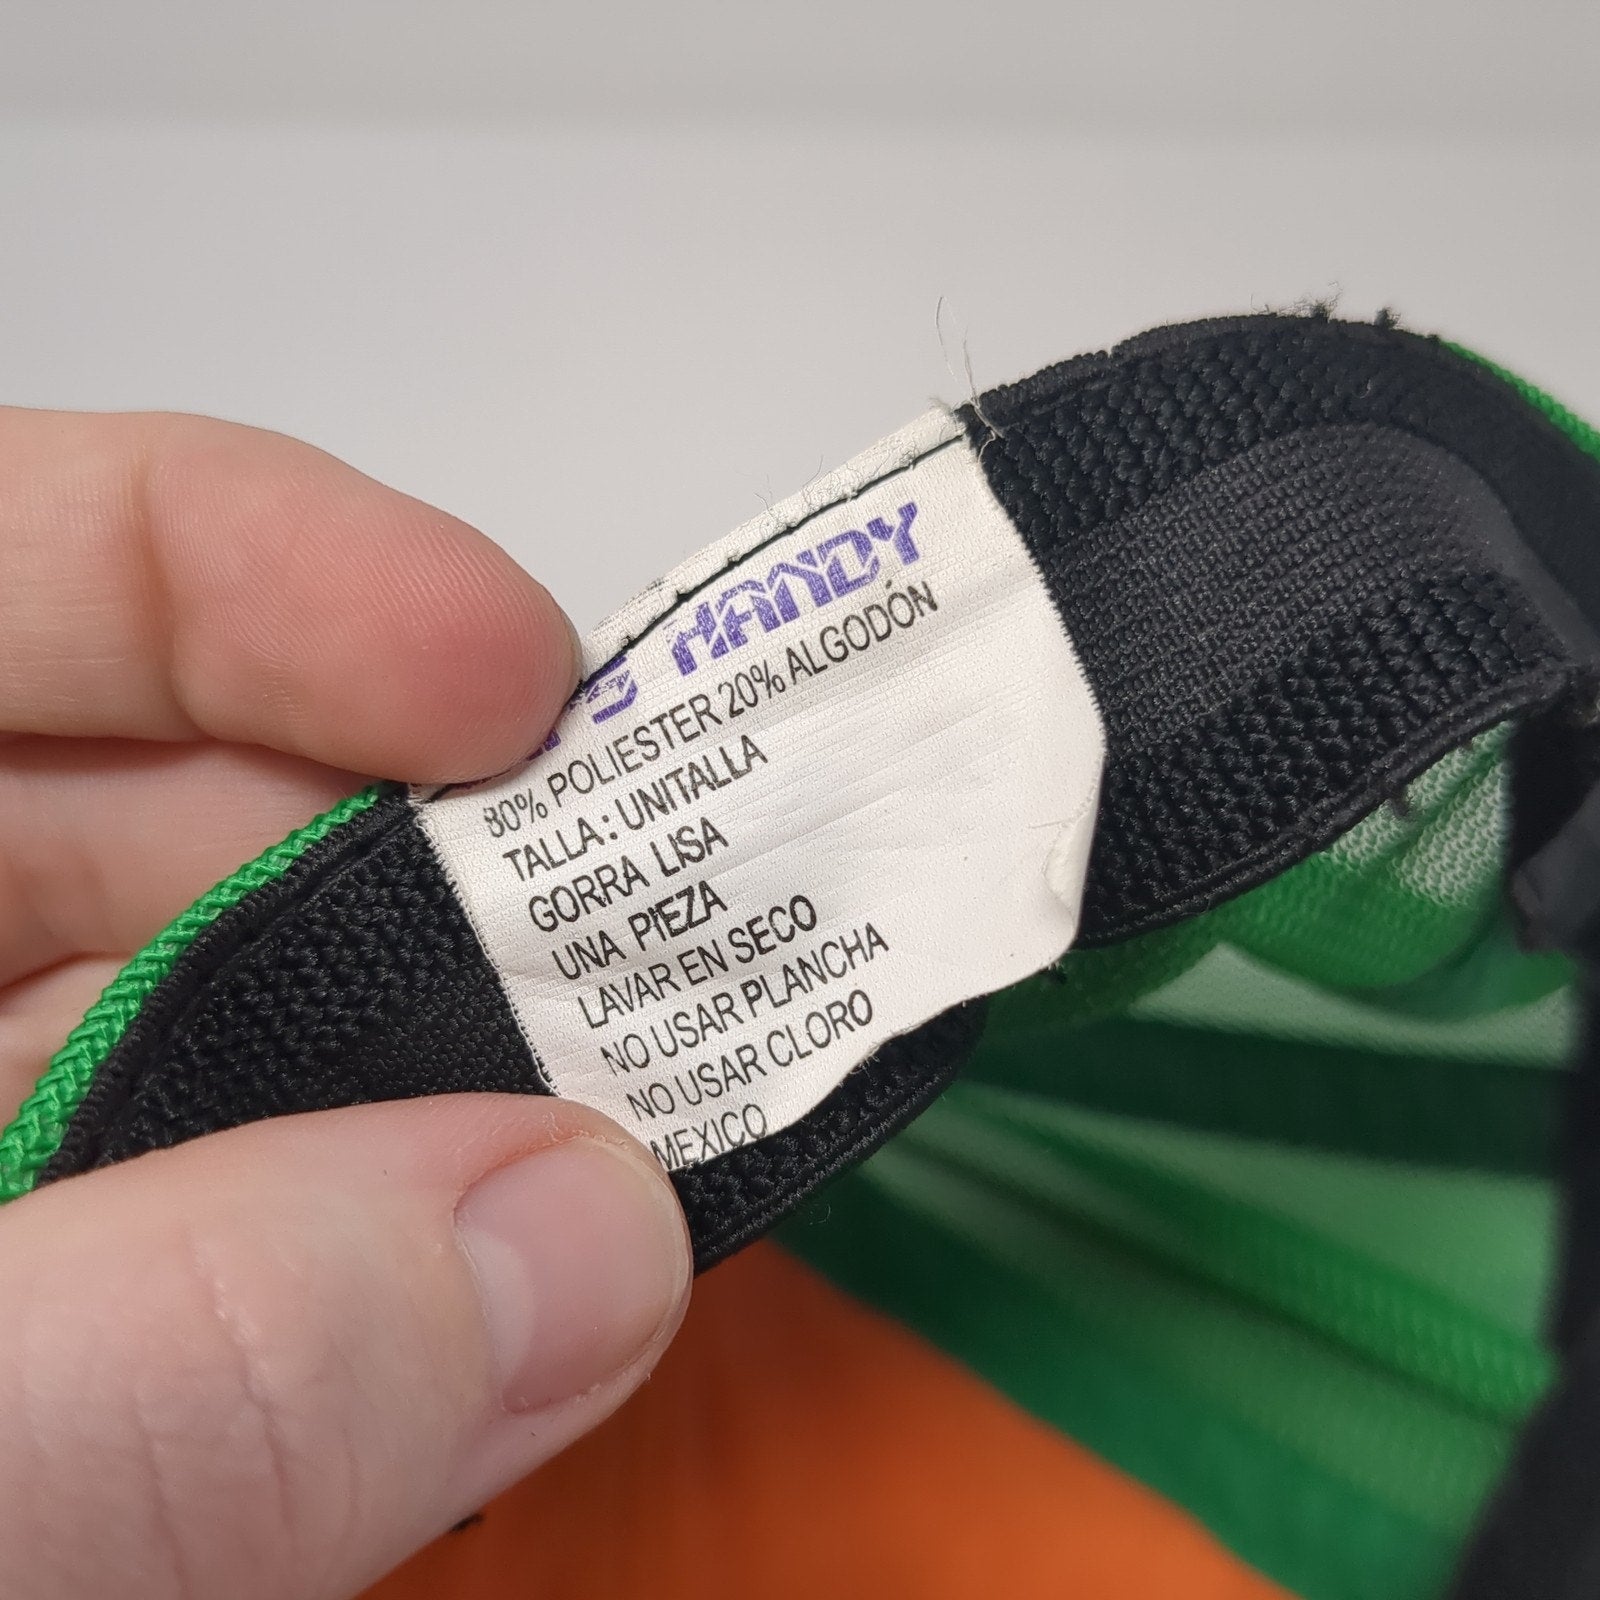 HANDY
80% POLIESTER 20% ALGODÓN
TALLA: UNITALLA
GORRA LISA
UNA PIEZA
LAVAR EN SECO
NO USAR PLANCHA
NO USAR CLORO
MEXICO